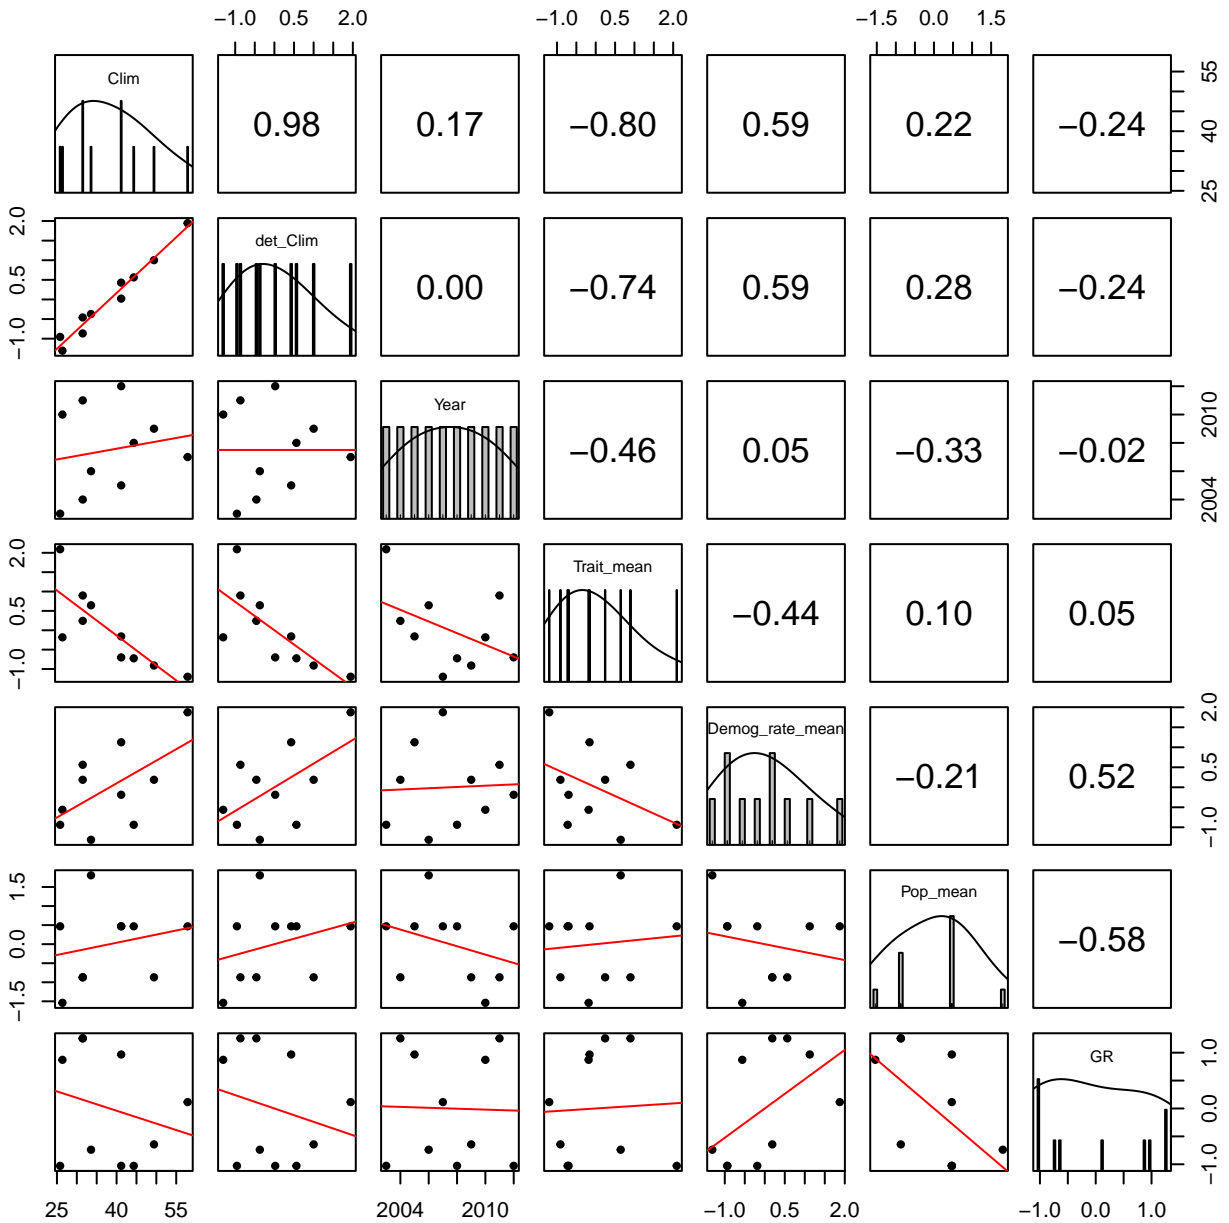 −1.0 0.5 2.0 −1.0 0.5 2.0 −1.5 0.0 1.5
Clim 0.98 0.17 −0.80 0.59 0.22 −0.24 25 40 55
−1.0 0.5 2.0 det_Clim 0.00 −0.74 0.59 0.28 −0.24
Year −0.46 0.05 −0.33 −0.02 2004 2010
−1.0 0.5 2.0 Trait_mean −0.44 0.10 0.05
Demog_rate_mean −0.21 0.52 −1.0 0.5 2.0
−1.5 0.0 1.5 Pop_mean −0.58
GR −1.0 0.0 1.0
25 40 55 2004 2010 −1.0 0.5 2.0 −1.0 0.0 1.0